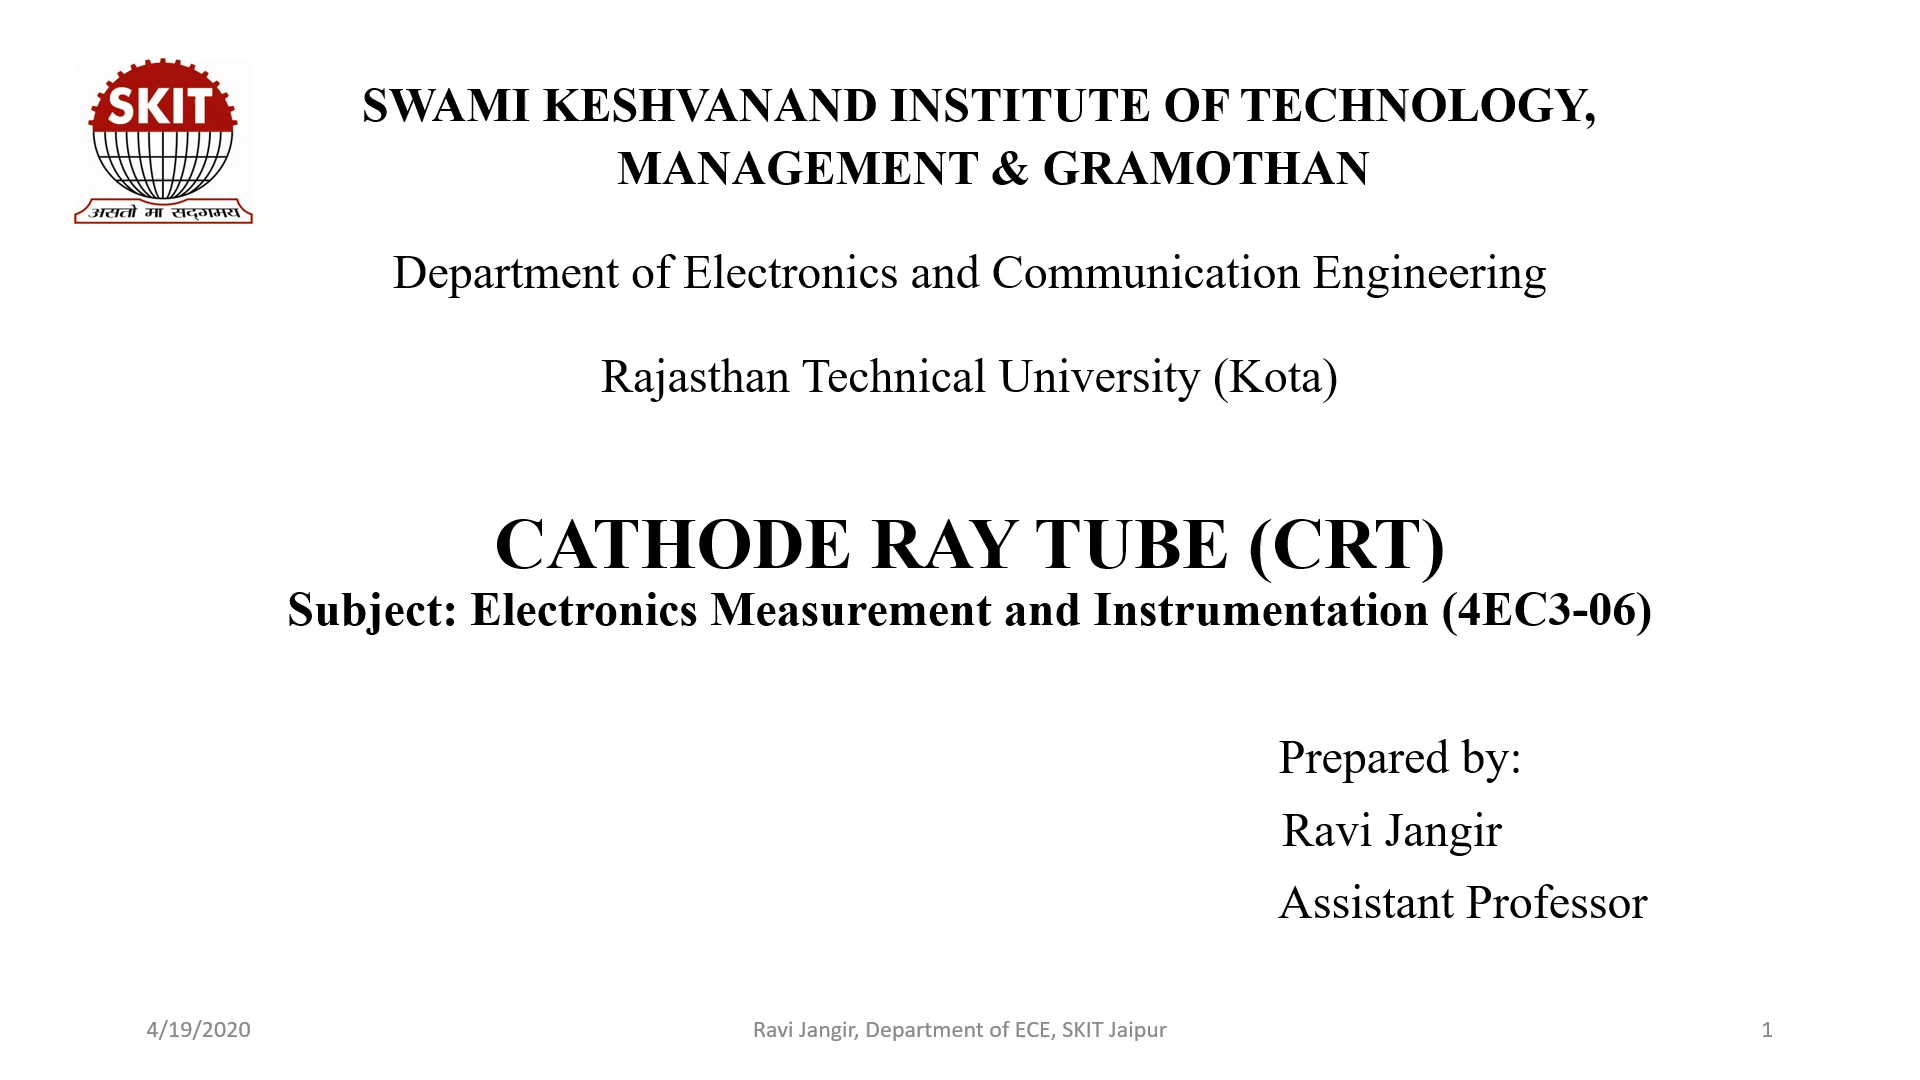 SKIT
असतो मा सद्गमय
SWAMI KESHVANAND INSTITUTE OF TECHNOLOGY,
MANAGEMENT & GRAMOTHAN
Department of Electronics and Communication Engineering
Rajasthan Technical University (Kota)
CATHODE RAY TUBE (CRT)
Subject: Electronics Measurement and Instrumentation (4EC3-06)
Prepared by:
Ravi Jangir
Assistant Professor
4/19/2020
Ravi Jangir, Department of ECE, SKIT Jaipur
1